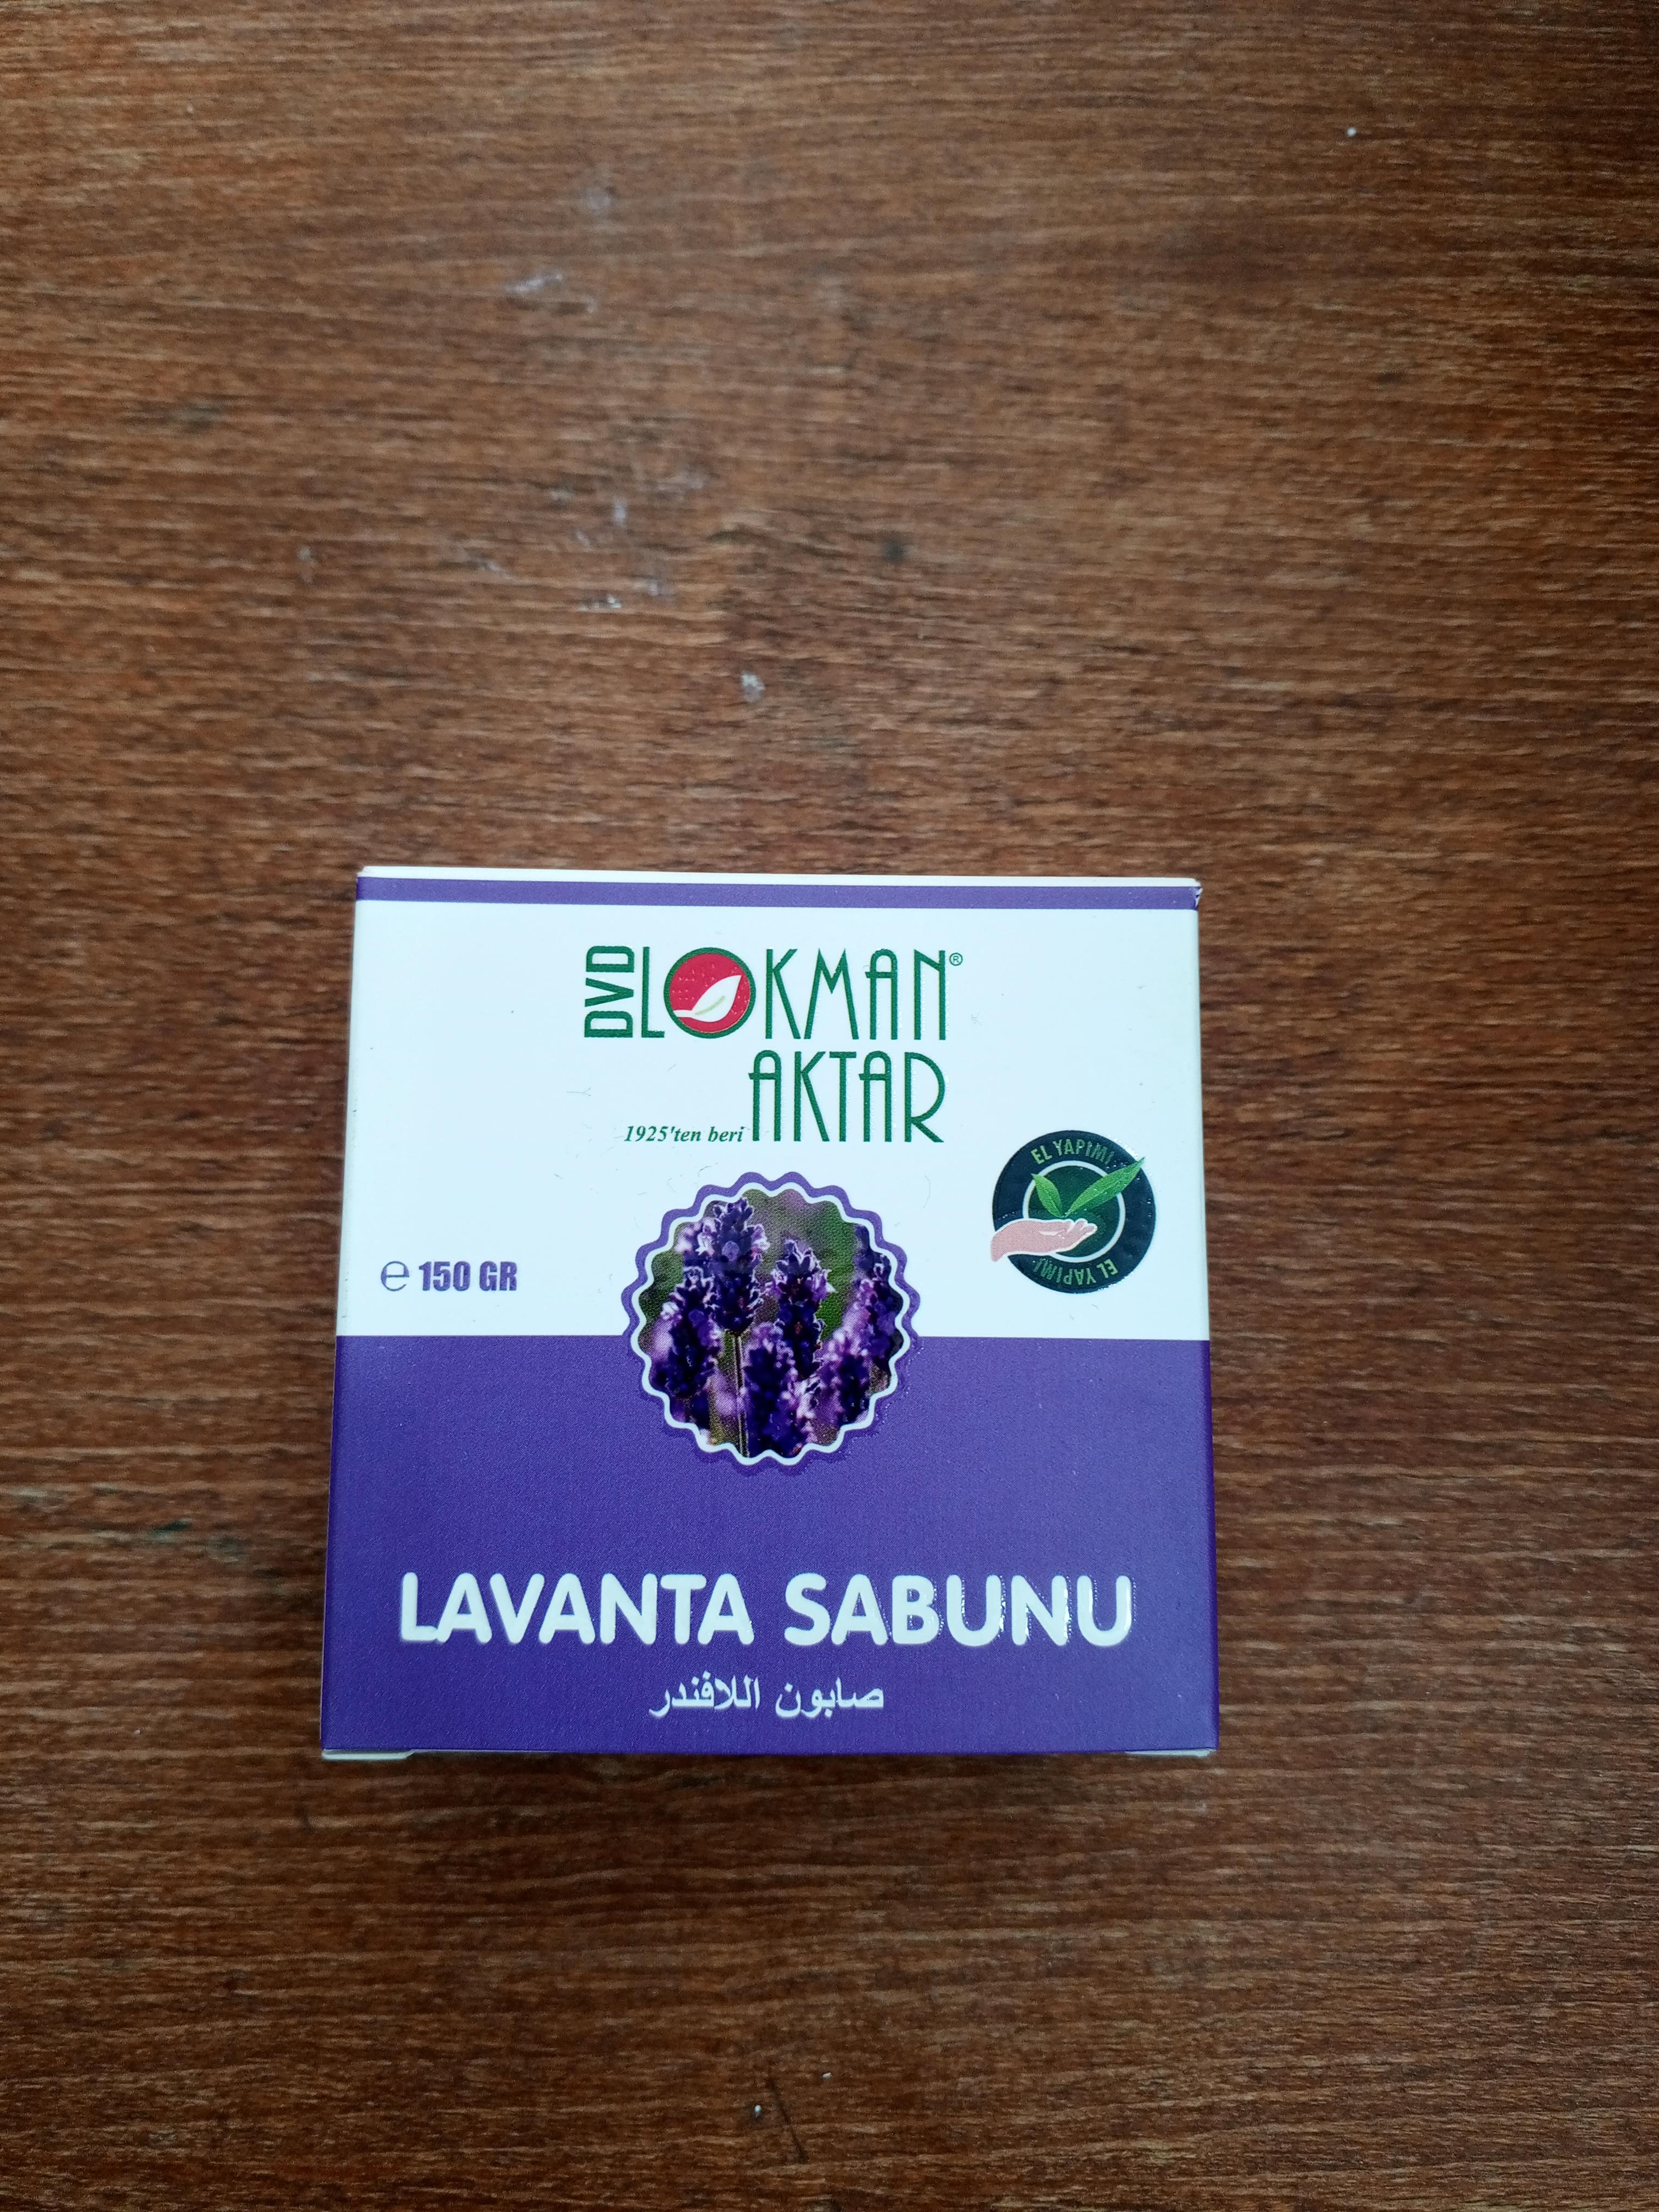 DVD LOKMAN®
AKTAR
1925'ten beri
EL YAPIMI
EL YAPIMI
℮ 150 GR
LAVANTA SABUNU
صابون اللافندر